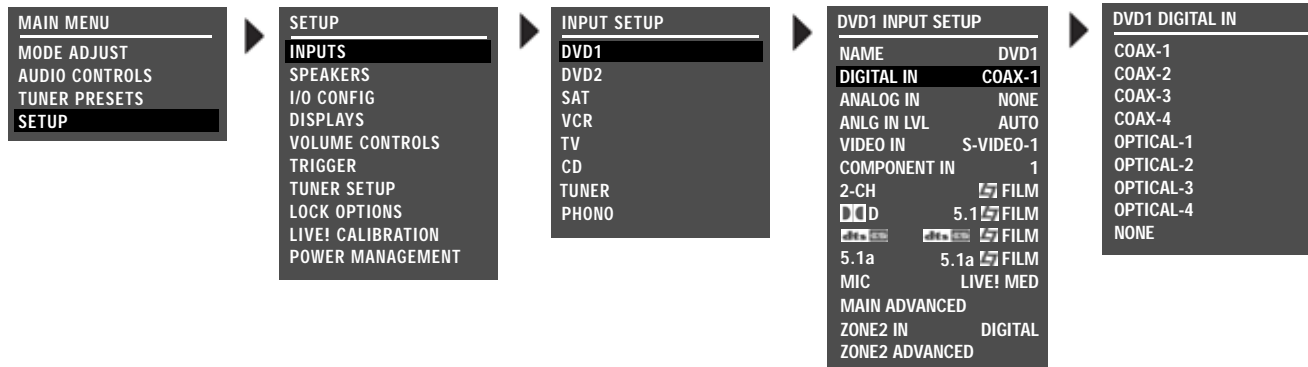 MAIN MENU
MODE ADJUST
AUDIO CONTROLS
TUNER PRESETS
SETUP
SETUP
INPUTS
SPEAKERS
I/O CONFIG
DISPLAYS
VOLUME CONTROLS
TRIGGER
TUNER SETUP
LOCK OPTIONS
LIVE! CALIBRATION
POWER MANAGEMENT
INPUT SETUP
DVD1
DVD2
SAT
VCR
TV
CD
TUNER
PHONO
DVD1 INPUT SETUP
NAME DVD1
DIGITAL IN COAX-1
ANALOG IN NONE
ANLG IN LVL AUTO
VIDEO IN S-VIDEO-1
COMPONENT IN 1
2-CH FILM
D 5.1 FILM
dts dts FILM
5.1a 5.1a FILM
MIC LIVE! MED
MAIN ADVANCED
ZONE2 IN DIGITAL
ZONE2 ADVANCED
DVD1 DIGITAL IN
COAX-1
COAX-2
COAX-3
COAX-4
OPTICAL-1
OPTICAL-2
OPTICAL-3
OPTICAL-4
NONE